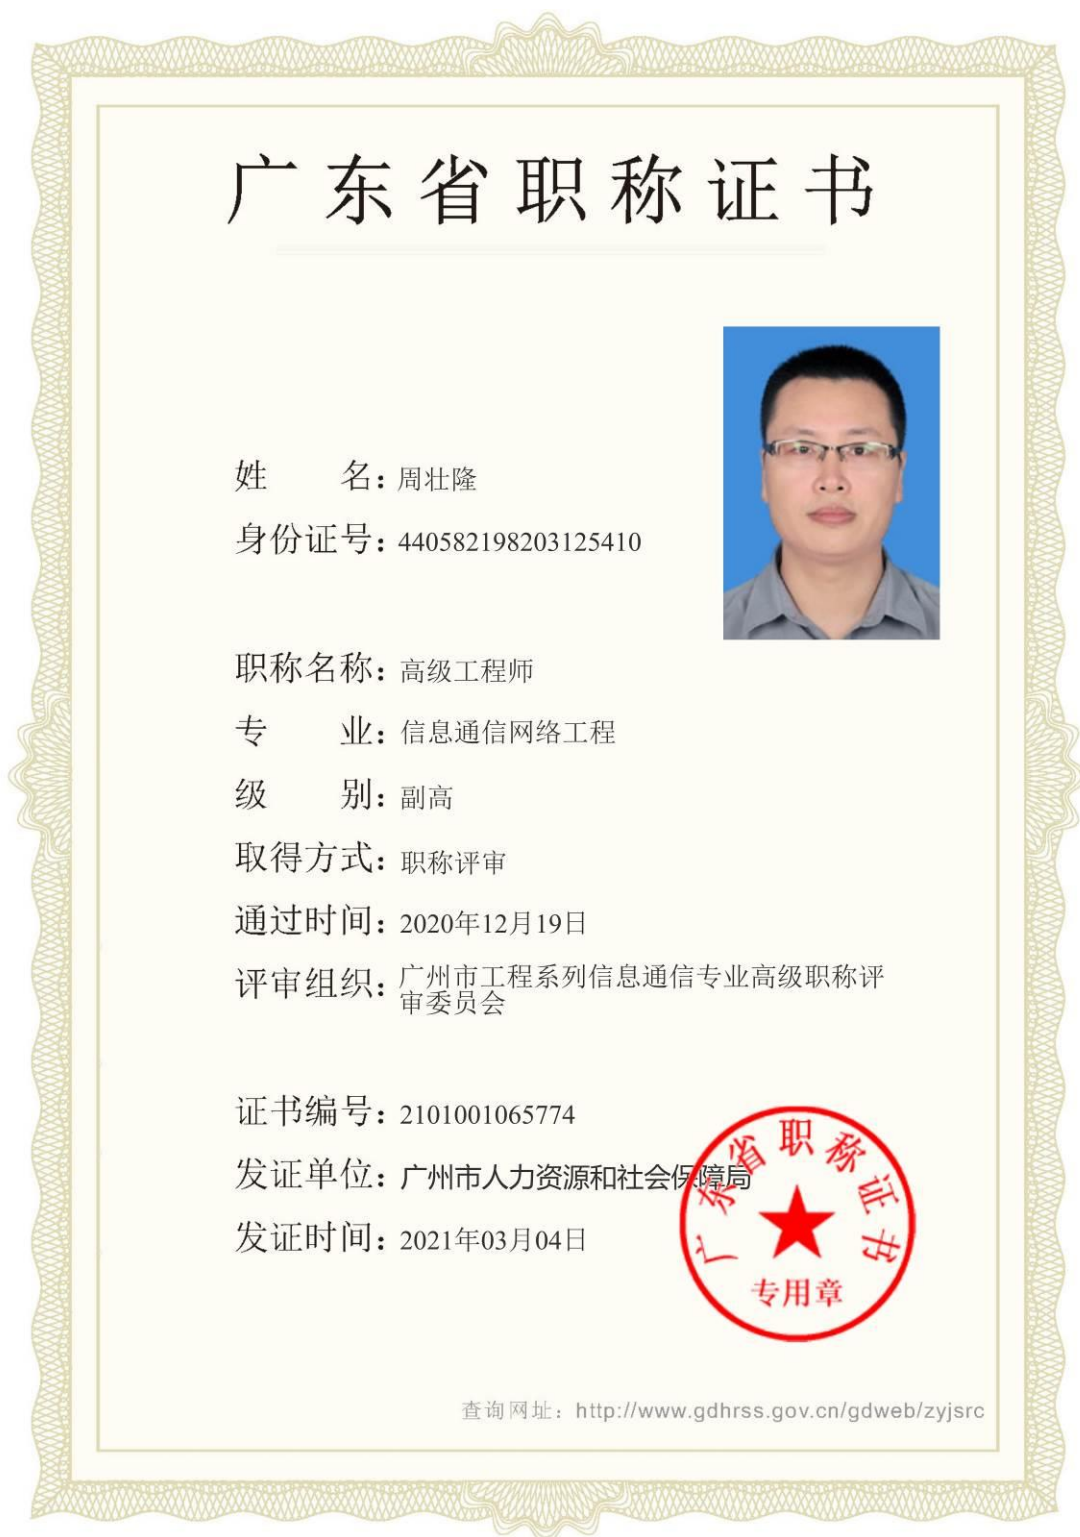 广东省职称证书
姓名：周壮隆
身份证号：440582198203125410
职称名称：高级工程师
专业：信息通信网络工程
级别：副高
取得方式：职称评审
通过时间：2020年12月19日
评审组织：广州市工程系列信息通信专业高级职称评
审委员会
证书编号：2101001065774
发证单位：广州市人力资源和社会保障局
发证时间：2021年03月04日
广东省职称证书
专用章
查询网址：http://www.gdhrss.gov.cn/gdweb/zyjsrc